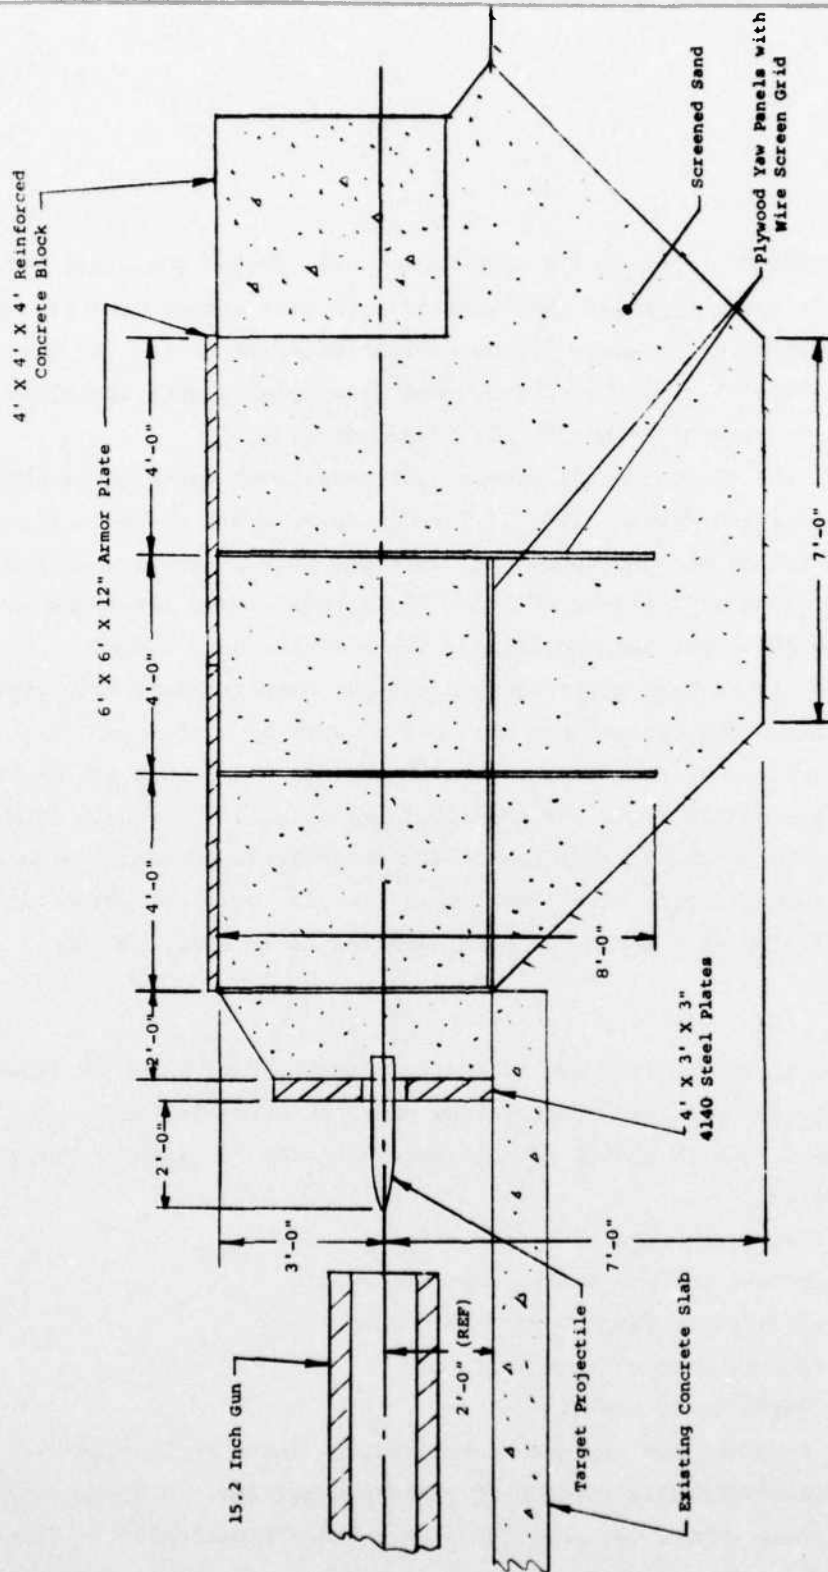 4' X 4' X 4' Reinforced
Concrete Block
6' X 6' X 12" Armor Plate
15.2 Inch Gun
2'-0"
2'-0"
4'-0"
4'-0"
4'-0"
3'-0"
2'-0" (REF)
7'-0"
8'-0"
7'-0"
Target Projectile
Existing Concrete Slab
4' X 3' X 3"
4140 Steel Plates
Screened Sand
Plywood Yaw Panels with
Wire Screen Grid